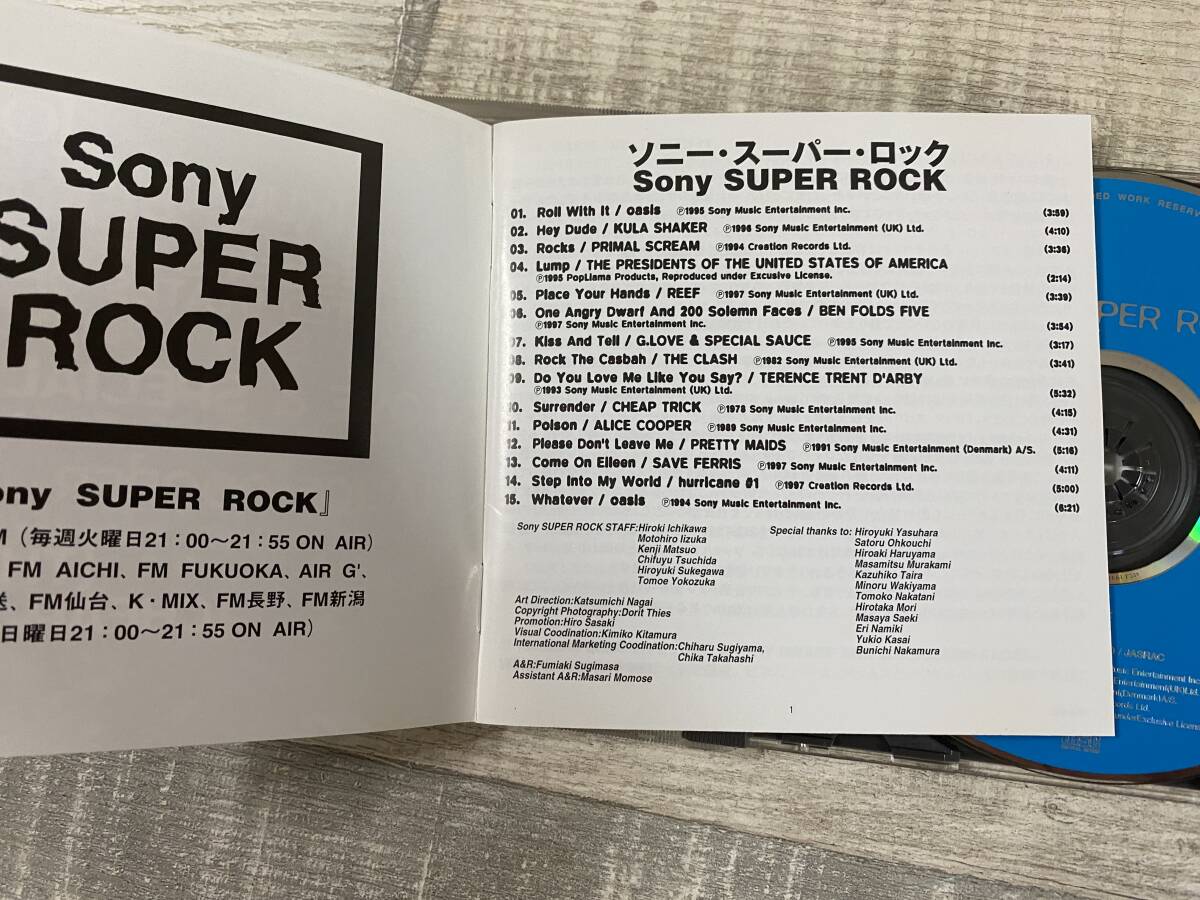 Sony
SUPER
ROCK
ony SUPER ROCK』
M（毎週火曜日21：00～21：55 ON AIR）
FM AICHI、FM FUKUOKA、AIR G'、
送、FM仙台、K・MIX、FM長野、FM新潟
日曜日21：00～21：55 ON AIR）
ソニー・スーパー・ロック
Sony SUPER ROCK
01. Roll With It / oasis ℗1995 Sony Music Entertainment Inc. (3:59)
02. Hey Dude / KULA SHAKER ℗1996 Sony Music Entertainment (UK) Ltd. (4:10)
03. Rocks / PRIMAL SCREAM ℗1994 Creation Records Ltd. (3:36)
04. Lump / THE PRESIDENTS OF THE UNITED STATES OF AMERICA
℗1995 PopLlama Products, Reproduced under Excusive License. (2:14)
05. Place Your Hands / REEF ℗1997 Sony Music Entertainment (UK) Ltd. (3:39)
06. One Angry Dwarf And 200 Solemn Faces / BEN FOLDS FIVE
℗1997 Sony Music Entertainment Inc. (3:54)
07. Kiss And Tell / G.LOVE & SPECIAL SAUCE ℗1995 Sony Music Entertainment Inc. (3:17)
08. Rock The Casbah / THE CLASH ℗1982 Sony Music Entertainment (UK) Ltd. (3:41)
09. Do You Love Me Like You Say? / TERENCE TRENT D'ARBY
℗1993 Sony Music Entertainment (UK) Ltd. (5:32)
10. Surrender / CHEAP TRICK ℗1978 Sony Music Entertainment Inc. (4:15)
11. Poison / ALICE COOPER ℗1989 Sony Music Entertainment Inc. (4:31)
12. Please Don't Leave Me / PRETTY MAIDS ℗1991 Sony Music Entertainment (Denmark) A/S. (5:16)
13. Come On Eileen / SAVE FERRIS ℗1997 Sony Music Entertainment Inc. (4:11)
14. Step Into My World / hurricane #1 ℗1997 Creation Records Ltd. (5:00)
15. Whatever / oasis ℗1994 Sony Music Entertainment Inc. (6:21)
Sony SUPER ROCK STAFF:Hiroki Ichikawa
Motohiro Iizuka
Kenji Matsuo
Chifuyu Tsuchida
Hiroyuki Sukegawa
Tomoe Yokozuka
Art Direction:Katsumichi Nagai
Copyright Photography:Dorit Thies
Promotion:Hiro Sasaki
Visual Coodination:Kimiko Kitamura
International Marketing Coodination:Chiharu Sugiyama,
Chika Takahashi
A&R:Fumiaki Sugimasa
Assistant A&R:Masari Momose
Special thanks to: Hiroyuki Yasuhara
Satoru Ohkouchi
Hiroaki Haruyama
Masamitsu Murakami
Kazuhiko Taira
Minoru Wakiyama
Tomoko Nakatani
Hirotaka Mori
Masaya Saeki
Eri Namiki
Yukio Kasai
Bunichi Nakamura
1
ED WORK RESERV
PER R
/ JASRAC
usic Entertainment Inc
Entertainment(UK)Ltd.
nt(Denmark)A/S.
cords Ltd.
underExclusive Licens